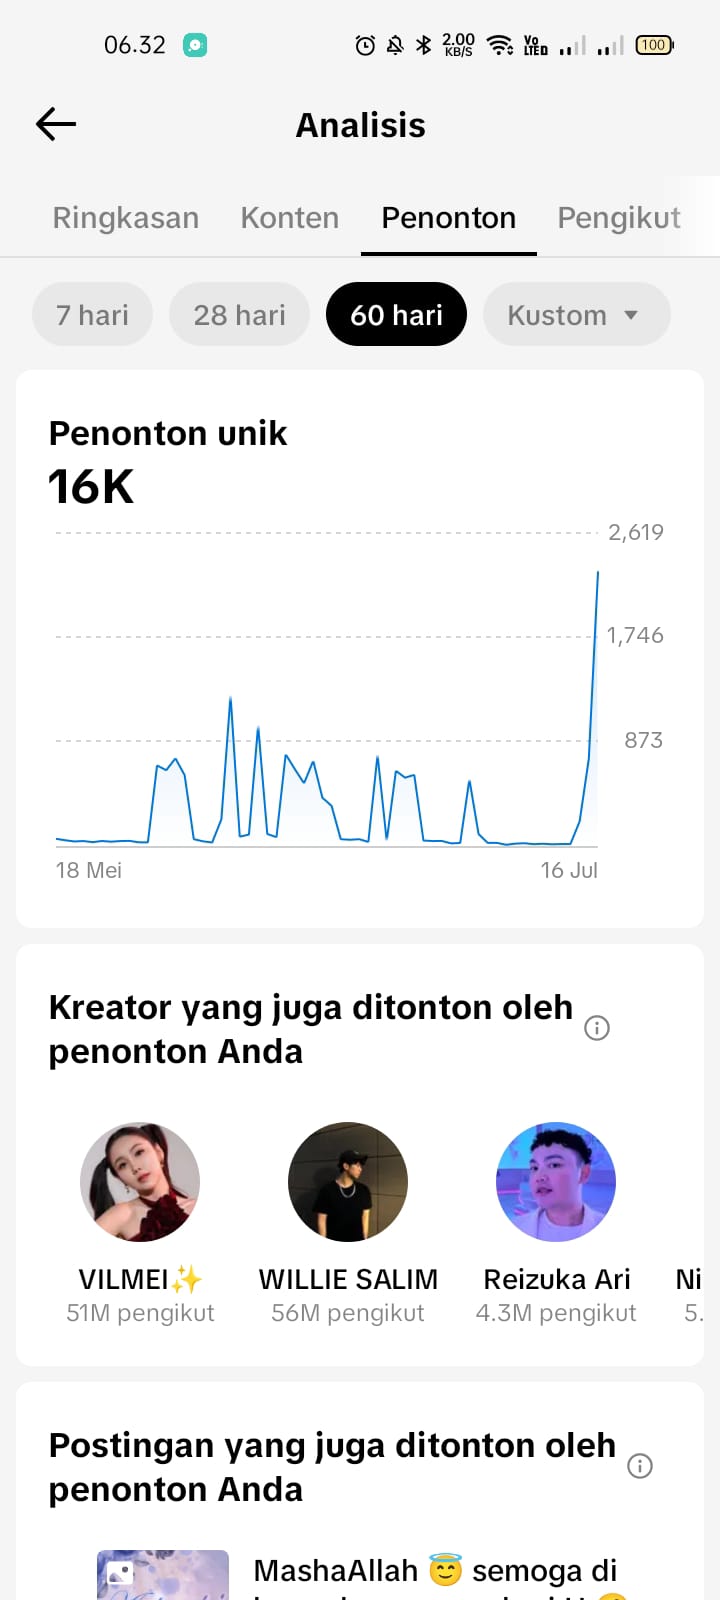 06.32
2.00
KB/S
Vo
LTED
100
Analisis
Ringkasan Konten Penonton Pengikut
7 hari 28 hari 60 hari Kustom
Penonton unik
16K
2,619
1,746
873
18 Mei 16 Jul
Kreator yang juga ditonton oleh
penonton Anda
VILMEI✨ WILLIE SALIM Reizuka Ari Ni
51M pengikut 56M pengikut 4.3M pengikut 5.
Postingan yang juga ditonton oleh
penonton Anda
MashaAllah 😇 semoga di